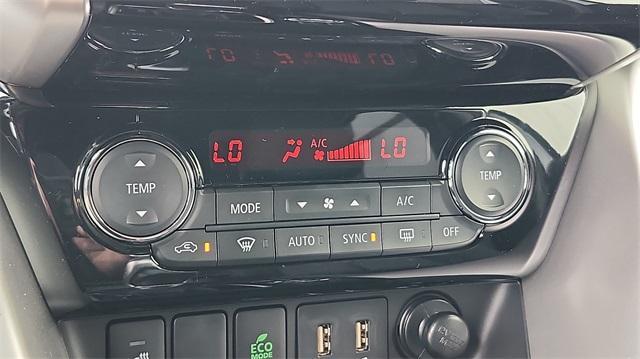 LO A/C LO
TEMP
TEMP
MODE
A/C
AUTO
SYNC
OFF
ECO
MODE